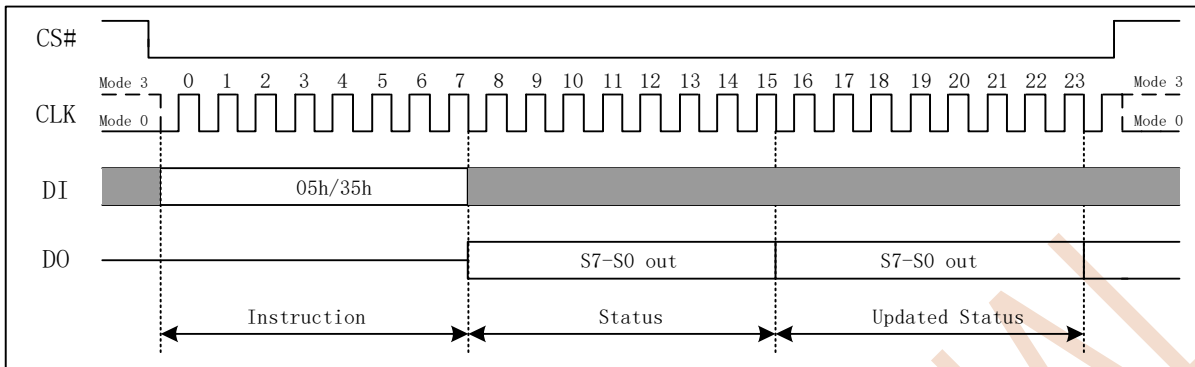 CS#
Mode 3 0 1 2 3 4 5 6 7 8 9 10 11 12 13 14 15 16 17 18 19 20 21 22 23 Mode 3
CLK
Mode 0 Mode 0
DI 05h/35h
DO S7-S0 out S7-S0 out
Instruction Status Updated Status